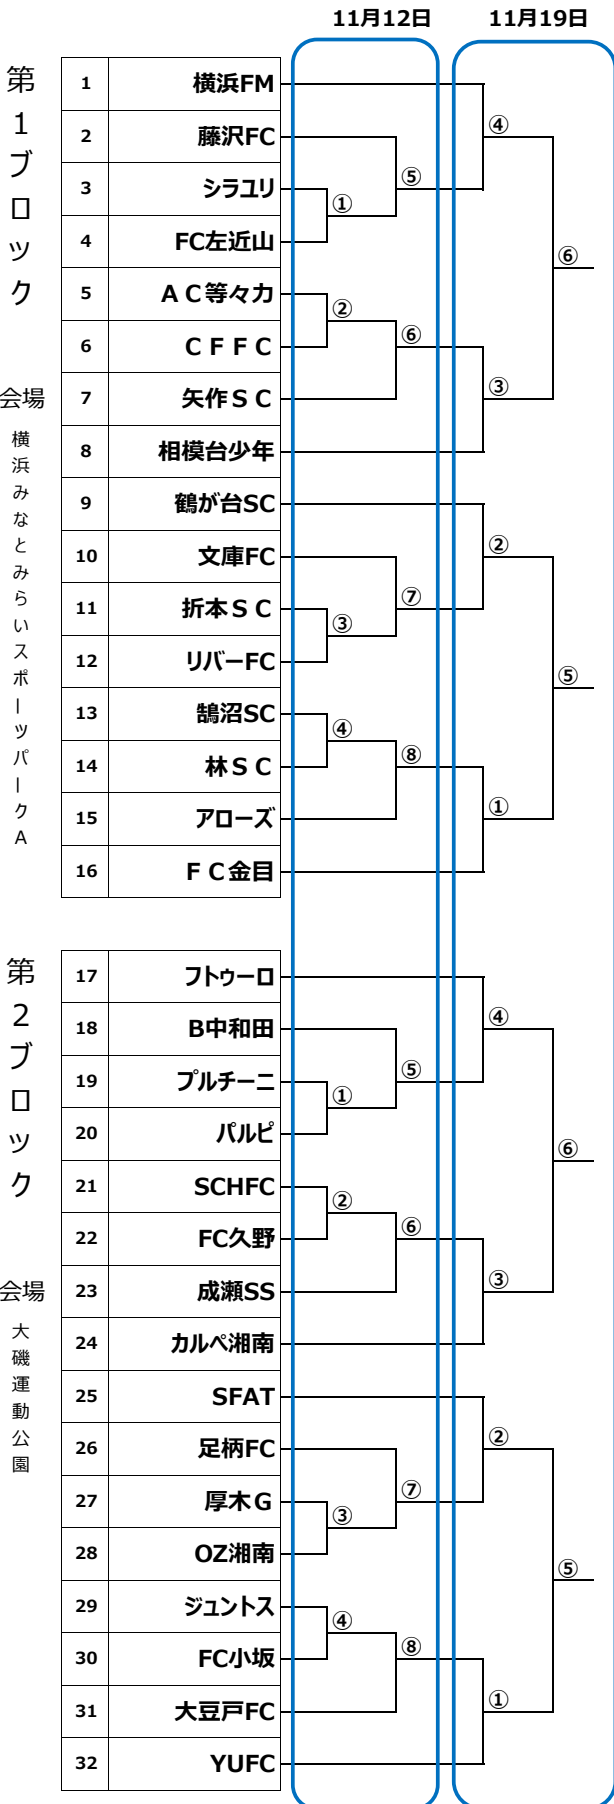 11月12日 11月19日
第1ブロック
会場
横浜みなとみらいスポーツパークA
1 横浜FM
2 藤沢FC
3 シラユリ
4 FC左近山
5 ＡＣ等々力
6 ＣＦＦＣ
7 矢作ＳＣ
8 相模台少年
9 鶴が台SC
10 文庫FC
11 折本ＳＣ
12 リバーFC
13 鵠沼SC
14 林ＳＣ
15 アローズ
16 ＦＣ金目
④
⑤
①
⑥
②
⑥
③
②
⑦
③
⑤
④
⑧
①
第2ブロック
会場
大磯運動公園
17 フトゥーロ
18 B中和田
19 プルチーニ
20 パルピ
21 SCHFC
22 FC久野
23 成瀬SS
24 カルペ湘南
25 SFAT
26 足柄FC
27 厚木Ｇ
28 OZ湘南
29 ジュントス
30 FC小坂
31 大豆戸FC
32 YUFC
④
⑤
①
⑥
②
⑥
③
②
⑦
③
⑤
④
⑧
①